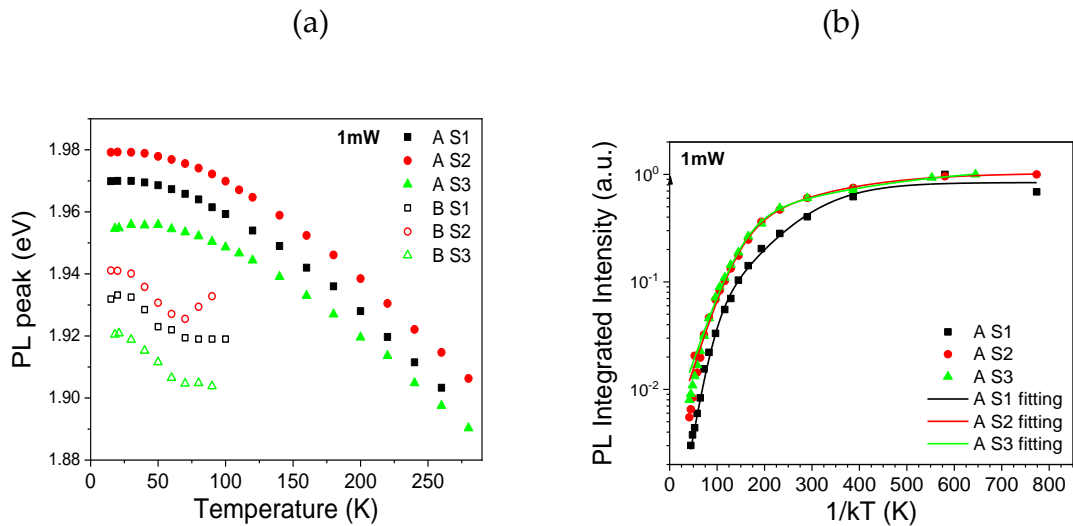 (a)
(b)
1mW
A S1
A S2
A S3
B S1
B S2
B S3
PL peak (eV)
1.98
1.96
1.94
1.92
1.90
1.88
0 50 100 150 200 250
Temperature (K)
1mW
PL Integrated Intensity (a.u.)
10⁰
10⁻¹
10⁻²
A S1
A S2
A S3
A S1 fitting
A S2 fitting
A S3 fitting
0 100 200 300 400 500 600 700 800
1/kT (K)